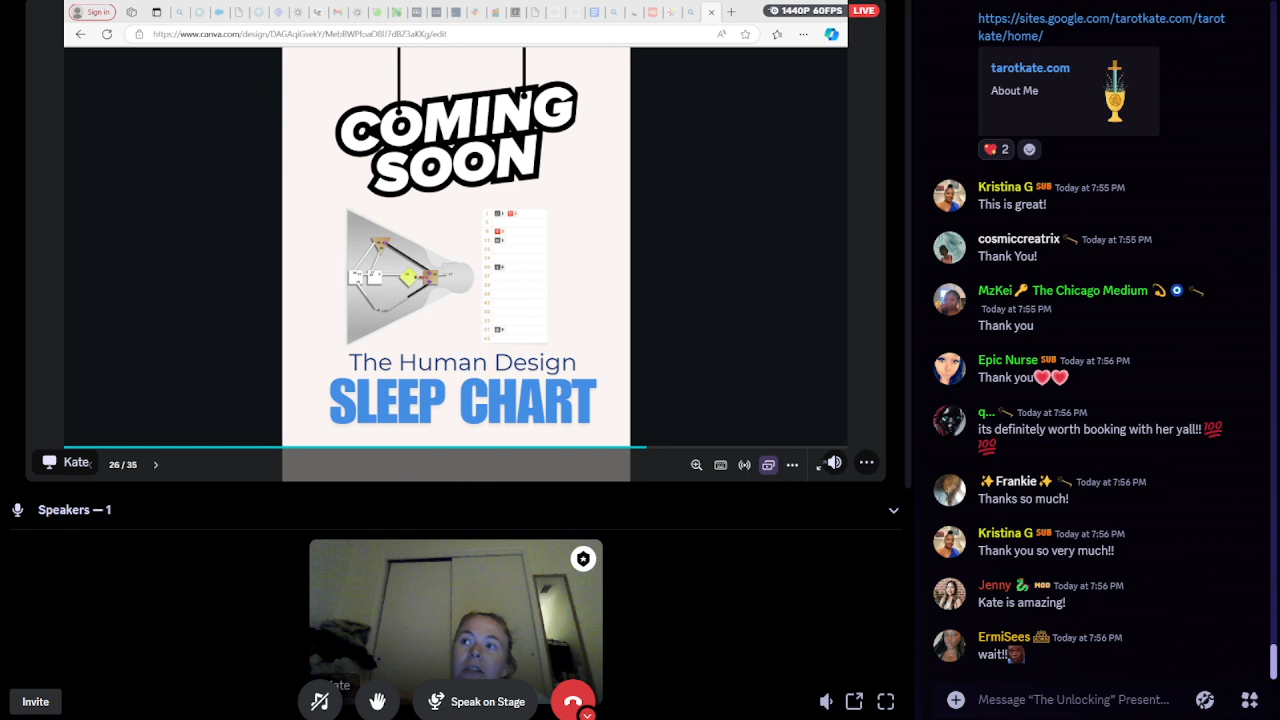 Sign in
1440P 60FPS
LIVE
https://www.canva.com/design/DAGAqiGsekY/MebBWPfoaO8IJ7dBZ3aKKg/edit
COMING
SOON
The Human Design
SLEEP CHART
Kate
26 / 35
Speakers — 1
Invite
Speak on Stage
https://sites.google.com/tarotkate.com/tarot
kate/home/
tarotkate.com
About Me
2
Kristina G SUB Today at 7:55 PM
This is great!
cosmiccreatrix Today at 7:55 PM
Thank You!
MzKei🔑 The Chicago Medium
Today at 7:55 PM
Thank you
Epic Nurse SUB Today at 7:56 PM
Thank you💗💗
q... Today at 7:56 PM
its definitely worth booking with her yall!!💯
💯
✨Frankie✨ Today at 7:56 PM
Thanks so much!
Kristina G SUB Today at 7:56 PM
Thank you so very much!!
Jenny MOD Today at 7:56 PM
Kate is amazing!
ErmiSees Today at 7:56 PM
wait!!
Message “The Unlocking” Present...